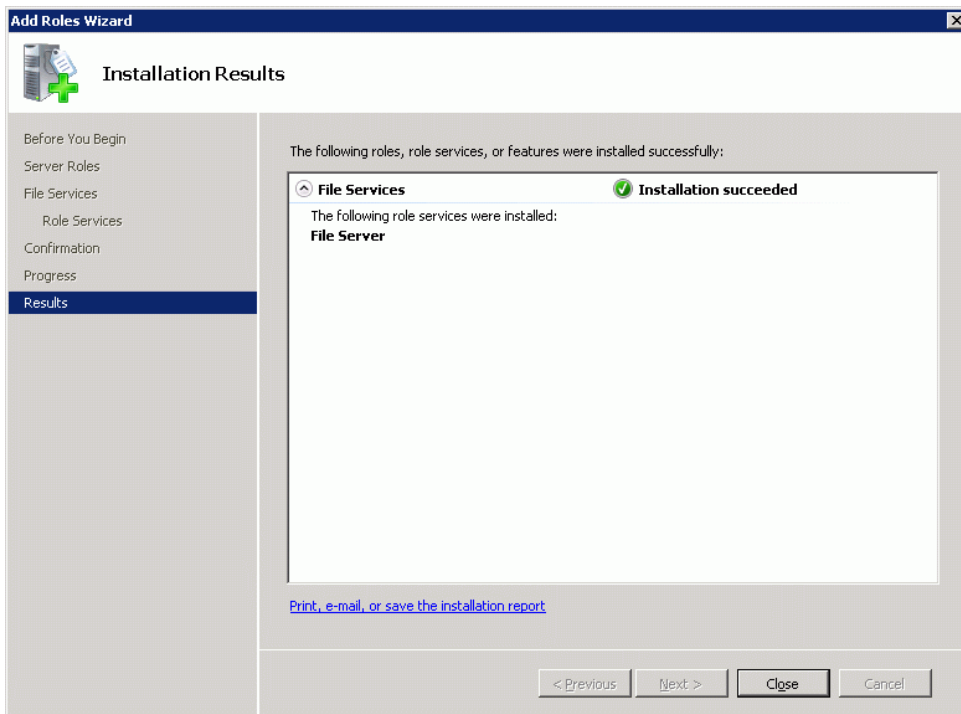 Add Roles Wizard
Installation Results
Before You Begin
Server Roles
File Services
Role Services
Confirmation
Progress
Results
The following roles, role services, or features were installed successfully:
File Services
Installation succeeded
The following role services were installed:
File Server
Print, e-mail, or save the installation report
< Previous
Next >
Close
Cancel